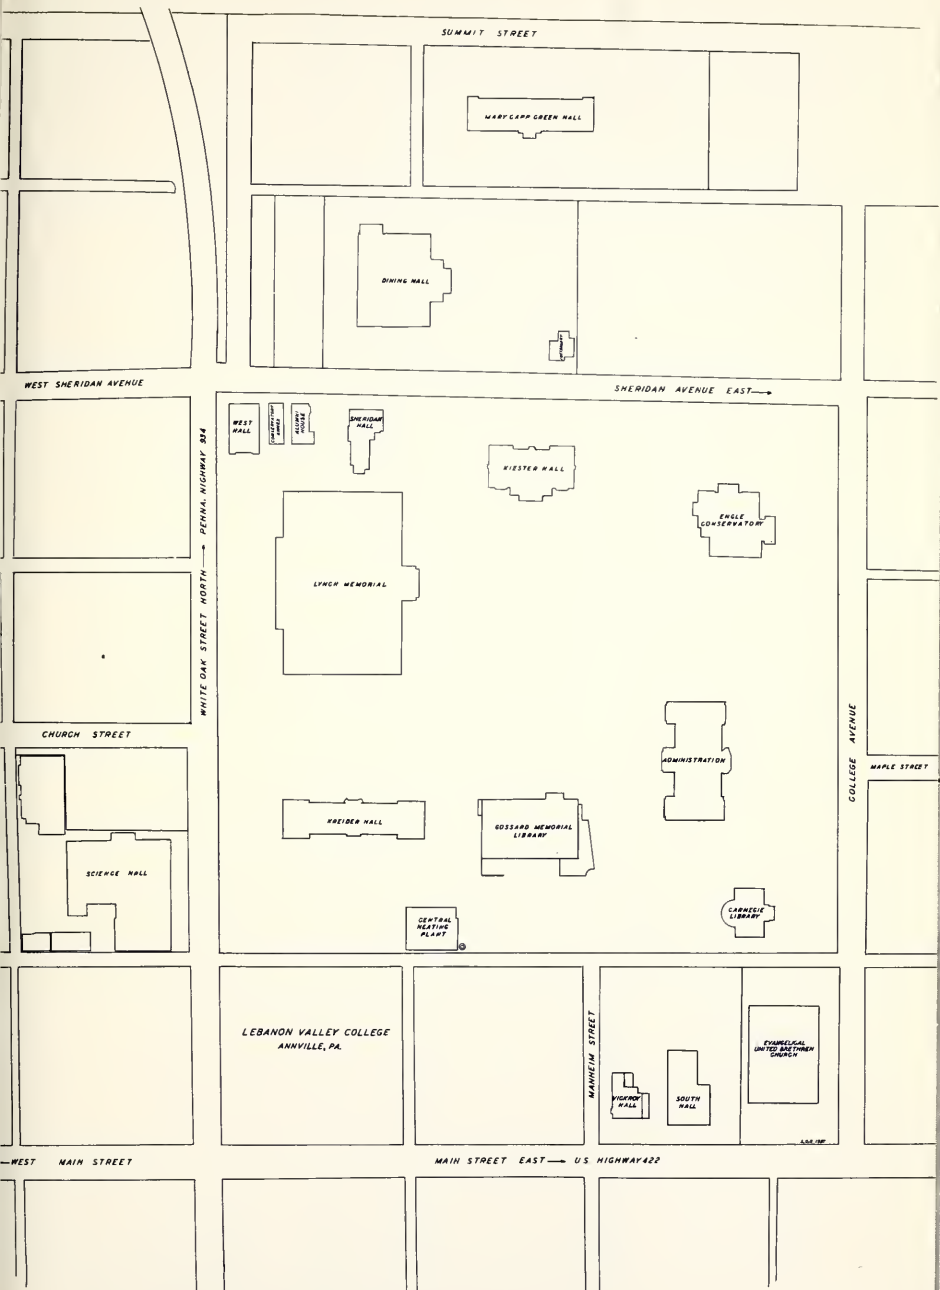 SUMMIT STREET
MARY CAPP GREEN HALL
DINING HALL
INFIRMARY
WEST SHERIDAN AVENUE
SHERIDAN AVENUE EAST
WEST
HALL
CONSERVATORY
ANNEX
ALUMNI
HOUSE
SHERIDAN
HALL
KIESTER HALL
ENGLE
CONSERVATORY
WHITE OAK STREET NORTH PENNA. HIGHWAY 934
LYNCH MEMORIAL
CHURCH STREET
COLLEGE AVENUE
MAPLE STREET
ADMINISTRATION
KREIDER HALL
GOSSARD MEMORIAL
LIBRARY
SCIENCE HALL
CENTRAL
HEATING
PLANT
CARNEGIE
LIBRARY
LEBANON VALLEY COLLEGE
ANNVILLE, PA.
MANHEIM STREET
EVANGELICAL
UNITED BRETHREN
CHURCH
VICKROY
HALL
SOUTH
HALL
WEST MAIN STREET
MAIN STREET EAST U.S. HIGHWAY 422